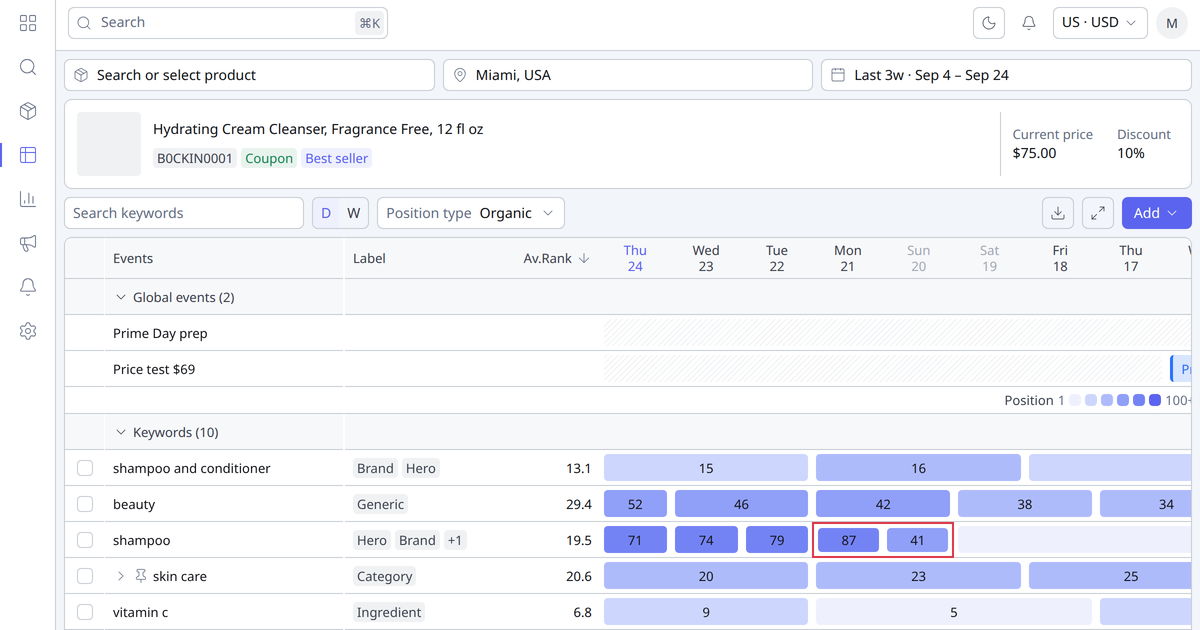 Search ⌘K US · USD M
Search or select product Miami, USA Last 3w · Sep 4 – Sep 24
Hydrating Cream Cleanser, Fragrance Free, 12 fl oz
B0CKIN0001 Coupon Best seller
Current price Discount
$75.00 10%
Search keywords D W Position type Organic Add
Events Label Av.Rank Thu Wed Tue Mon Sun Sat Fri Thu
24 23 22 21 20 19 18 17
Global events (2)
Prime Day prep
Price test $69
Position 1 100+
Keywords (10)
shampoo and conditioner Brand Hero 13.1 15 16
beauty Generic 29.4 52 46 42 38 34
shampoo Hero Brand +1 19.5 71 74 79 87 41
skin care Category 20.6 20 23 25
vitamin c Ingredient 6.8 9 5